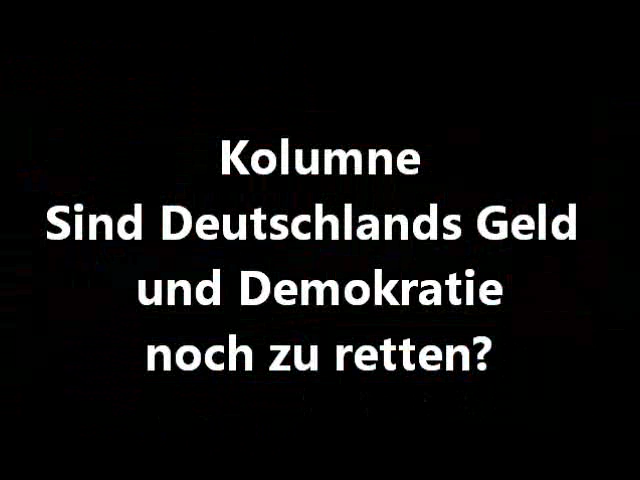 Kolumne
Sind Deutschlands Geld
und Demokratie
noch zu retten?